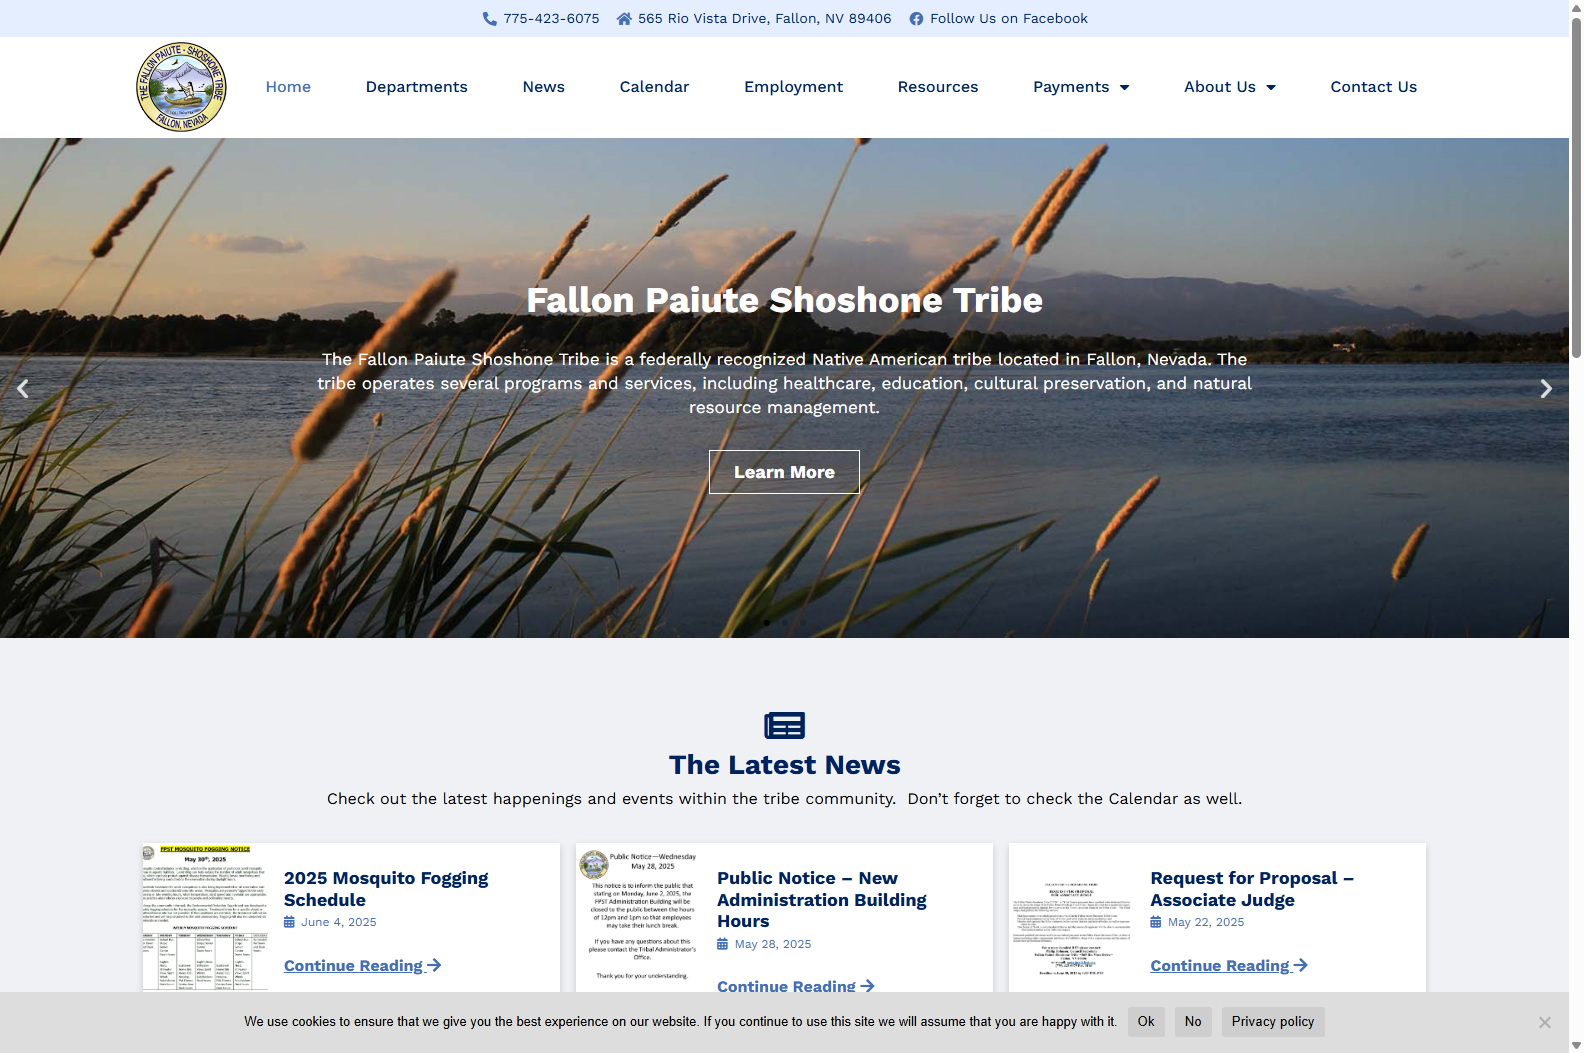 775-423-6075
565 Rio Vista Drive, Fallon, NV 89406
Follow Us on Facebook
THE FALLON PAIUTE - SHOSHONE TRIBE
FALLON, NEVADA
Home
Departments
News
Calendar
Employment
Resources
Payments
About Us
Contact Us
Fallon Paiute Shoshone Tribe
The Fallon Paiute Shoshone Tribe is a federally recognized Native American tribe located in Fallon, Nevada. The
tribe operates several programs and services, including healthcare, education, cultural preservation, and natural
resource management.
Learn More
The Latest News
Check out the latest happenings and events within the tribe community.  Don’t forget to check the Calendar as well.
FPST MOSQUITO FOGGING NOTICE
May 30th, 2025
2025 Mosquito Fogging
Schedule
June 4, 2025
Continue Reading
Public Notice—Wednesday
May 28, 2025
This notice is to inform the public that
stating on Monday, June 2, 2025, the
FPST Administration Building will be
closed to the public between the hours
of 12pm and 1pm so that employees
may take their lunch break.
If you have any questions about this
please contact the Tribal Administrator's
Office.
Thank you for your understanding.
Public Notice – New
Administration Building
Hours
May 28, 2025
Continue Reading
Request for Proposal –
Associate Judge
May 22, 2025
Continue Reading
We use cookies to ensure that we give you the best experience on our website. If you continue to use this site we will assume that you are happy with it.
Ok
No
Privacy policy